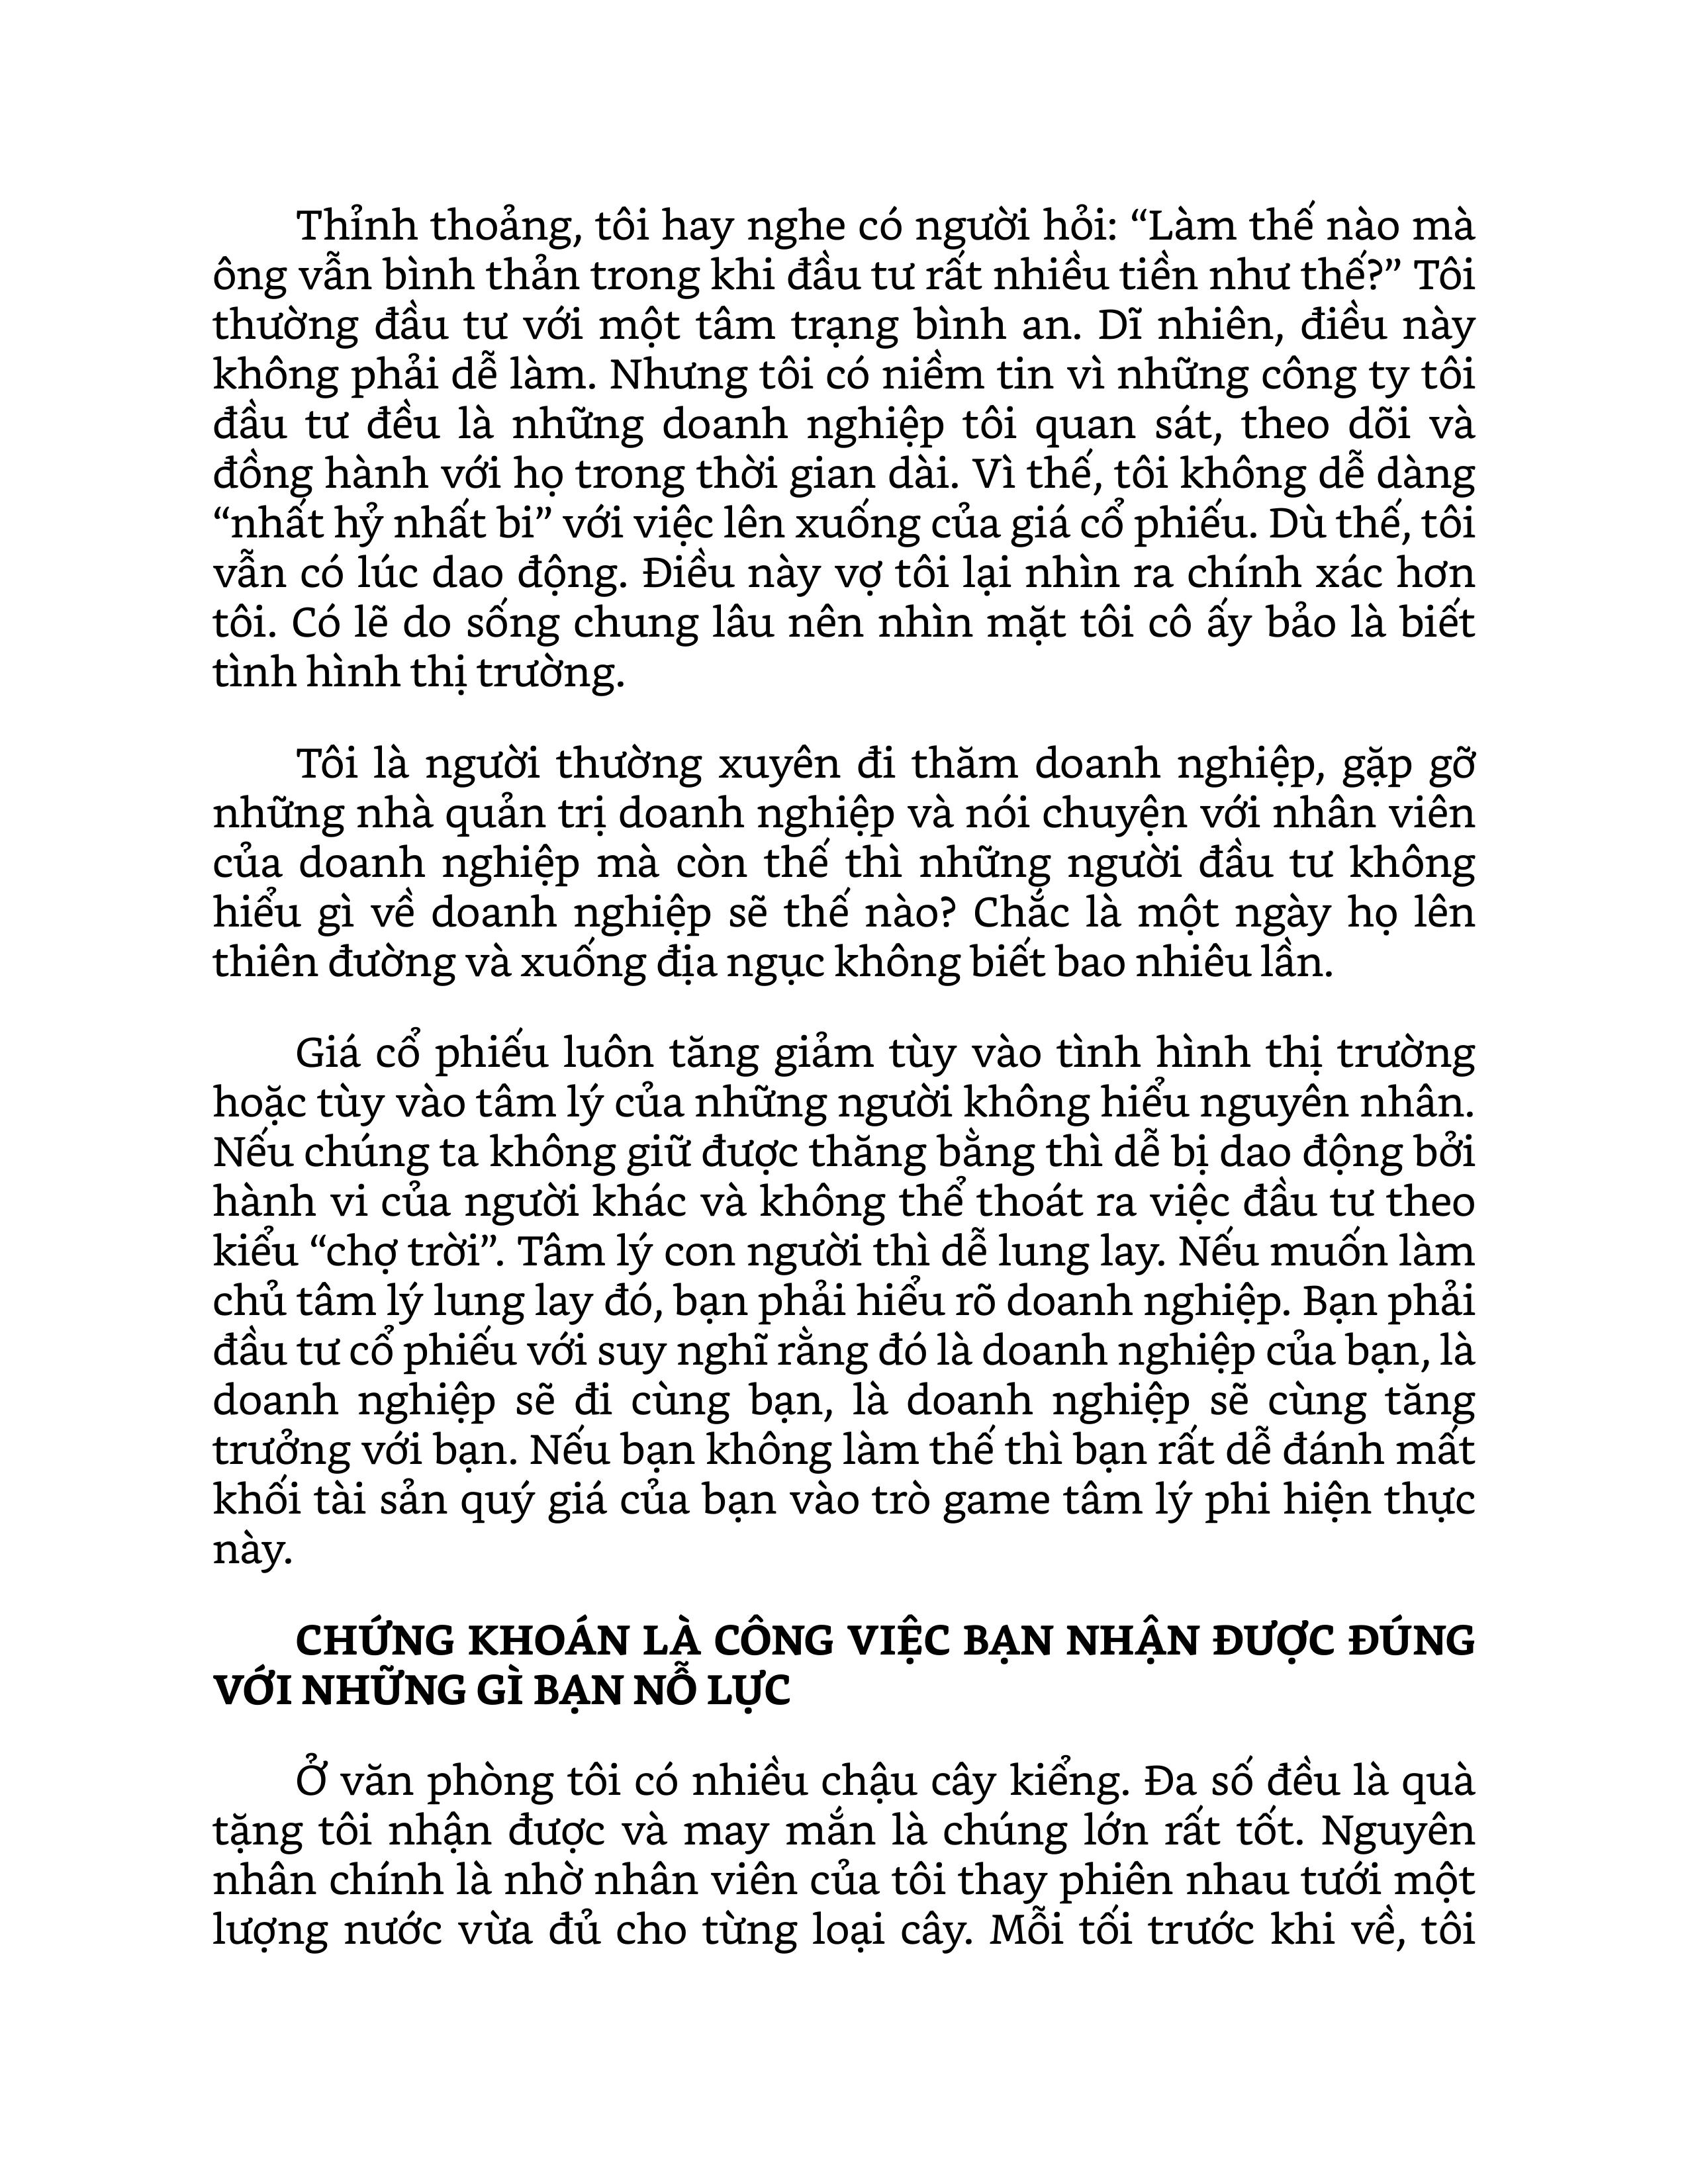 Thỉnh thoảng, tôi hay nghe có người hỏi: “Làm thế nào mà
ông vẫn bình thản trong khi đầu tư rất nhiều tiền như thế?” Tôi
thường đầu tư với một tâm trạng bình an. Dĩ nhiên, điều này
không phải dễ làm. Nhưng tôi có niềm tin vì những công ty tôi
đầu tư đều là những doanh nghiệp tôi quan sát, theo dõi và
đồng hành với họ trong thời gian dài. Vì thế, tôi không dễ dàng
“nhất hỷ nhất bi” với việc lên xuống của giá cổ phiếu. Dù thế, tôi
vẫn có lúc dao động. Điều này vợ tôi lại nhìn ra chính xác hơn
tôi. Có lẽ do sống chung lâu nên nhìn mặt tôi cô ấy bảo là biết
tình hình thị trường.
Tôi là người thường xuyên đi thăm doanh nghiệp, gặp gỡ
những nhà quản trị doanh nghiệp và nói chuyện với nhân viên
của doanh nghiệp mà còn thế thì những người đầu tư không
hiểu gì về doanh nghiệp sẽ thế nào? Chắc là một ngày họ lên
thiên đường và xuống địa ngục không biết bao nhiêu lần.
Giá cổ phiếu luôn tăng giảm tùy vào tình hình thị trường
hoặc tùy vào tâm lý của những người không hiểu nguyên nhân.
Nếu chúng ta không giữ được thăng bằng thì dễ bị dao động bởi
hành vi của người khác và không thể thoát ra việc đầu tư theo
kiểu “chợ trời”. Tâm lý con người thì dễ lung lay. Nếu muốn làm
chủ tâm lý lung lay đó, bạn phải hiểu rõ doanh nghiệp. Bạn phải
đầu tư cổ phiếu với suy nghĩ rằng đó là doanh nghiệp của bạn, là
doanh nghiệp sẽ đi cùng bạn, là doanh nghiệp sẽ cùng tăng
trưởng với bạn. Nếu bạn không làm thế thì bạn rất dễ đánh mất
khối tài sản quý giá của bạn vào trò game tâm lý phi hiện thực
này.
CHỨNG KHOÁN LÀ CÔNG VIỆC BẠN NHẬN ĐƯỢC ĐÚNG
VỚI NHỮNG GÌ BẠN NỖ LỰC
Ở văn phòng tôi có nhiều chậu cây kiểng. Đa số đều là quà
tặng tôi nhận được và may mắn là chúng lớn rất tốt. Nguyên
nhân chính là nhờ nhân viên của tôi thay phiên nhau tưới một
lượng nước vừa đủ cho từng loại cây. Mỗi tối trước khi về, tôi